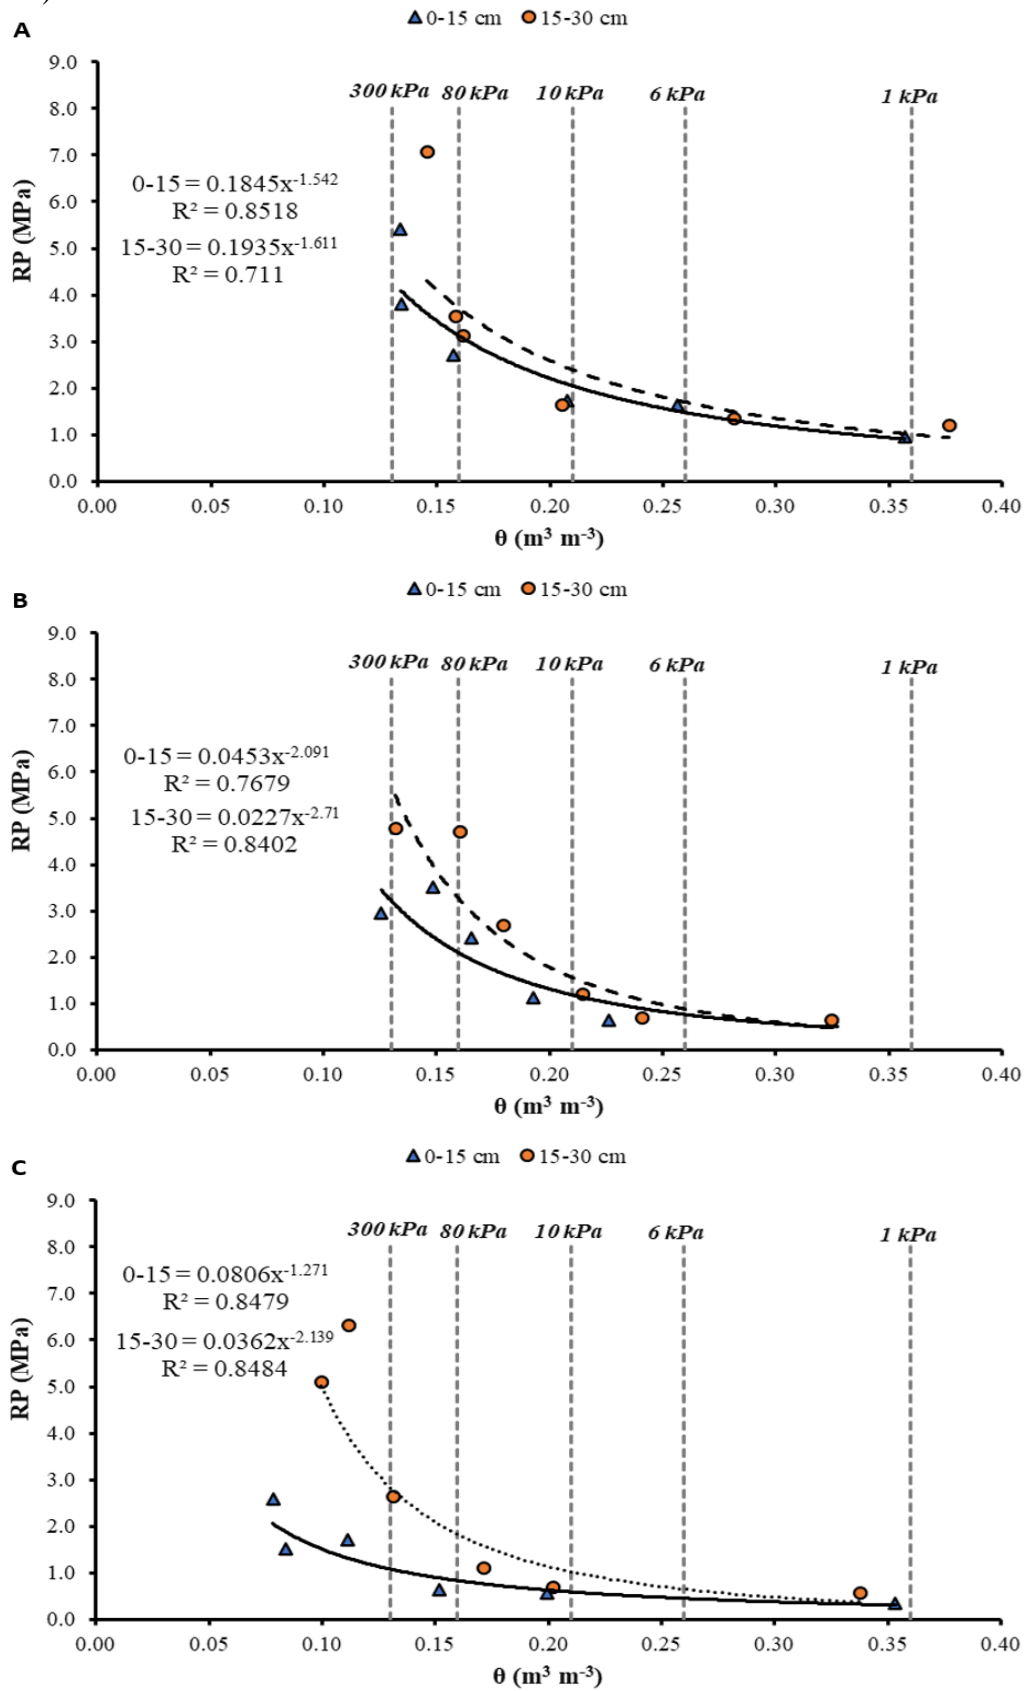 )
A
0-15 cm 15-30 cm
9.0
300 kPa 80 kPa 10 kPa 6 kPa 1 kPa
8.0
7.0
0-15 = 0.1845x^-1.542
R² = 0.8518
6.0
15-30 = 0.1935x^-1.611
R² = 0.711
5.0
4.0
3.0
2.0
1.0
0.0
RP (MPa)
0.00 0.05 0.10 0.15 0.20 0.25 0.30 0.35 0.40
θ (m³ m⁻³)
B
0-15 cm 15-30 cm
9.0
300 kPa 80 kPa 10 kPa 6 kPa 1 kPa
8.0
7.0
0-15 = 0.0453x^-2.091
R² = 0.7679
6.0
15-30 = 0.0227x^-2.71
R² = 0.8402
5.0
4.0
3.0
2.0
1.0
0.0
RP (MPa)
0.00 0.05 0.10 0.15 0.20 0.25 0.30 0.35 0.40
θ (m³ m⁻³)
C
0-15 cm 15-30 cm
9.0
300 kPa 80 kPa 10 kPa 6 kPa 1 kPa
8.0
0-15 = 0.0806x^-1.271
R² = 0.8479
7.0
15-30 = 0.0362x^-2.139
R² = 0.8484
6.0
5.0
4.0
3.0
2.0
1.0
0.0
RP (MPa)
0.00 0.05 0.10 0.15 0.20 0.25 0.30 0.35 0.40
θ (m³ m⁻³)